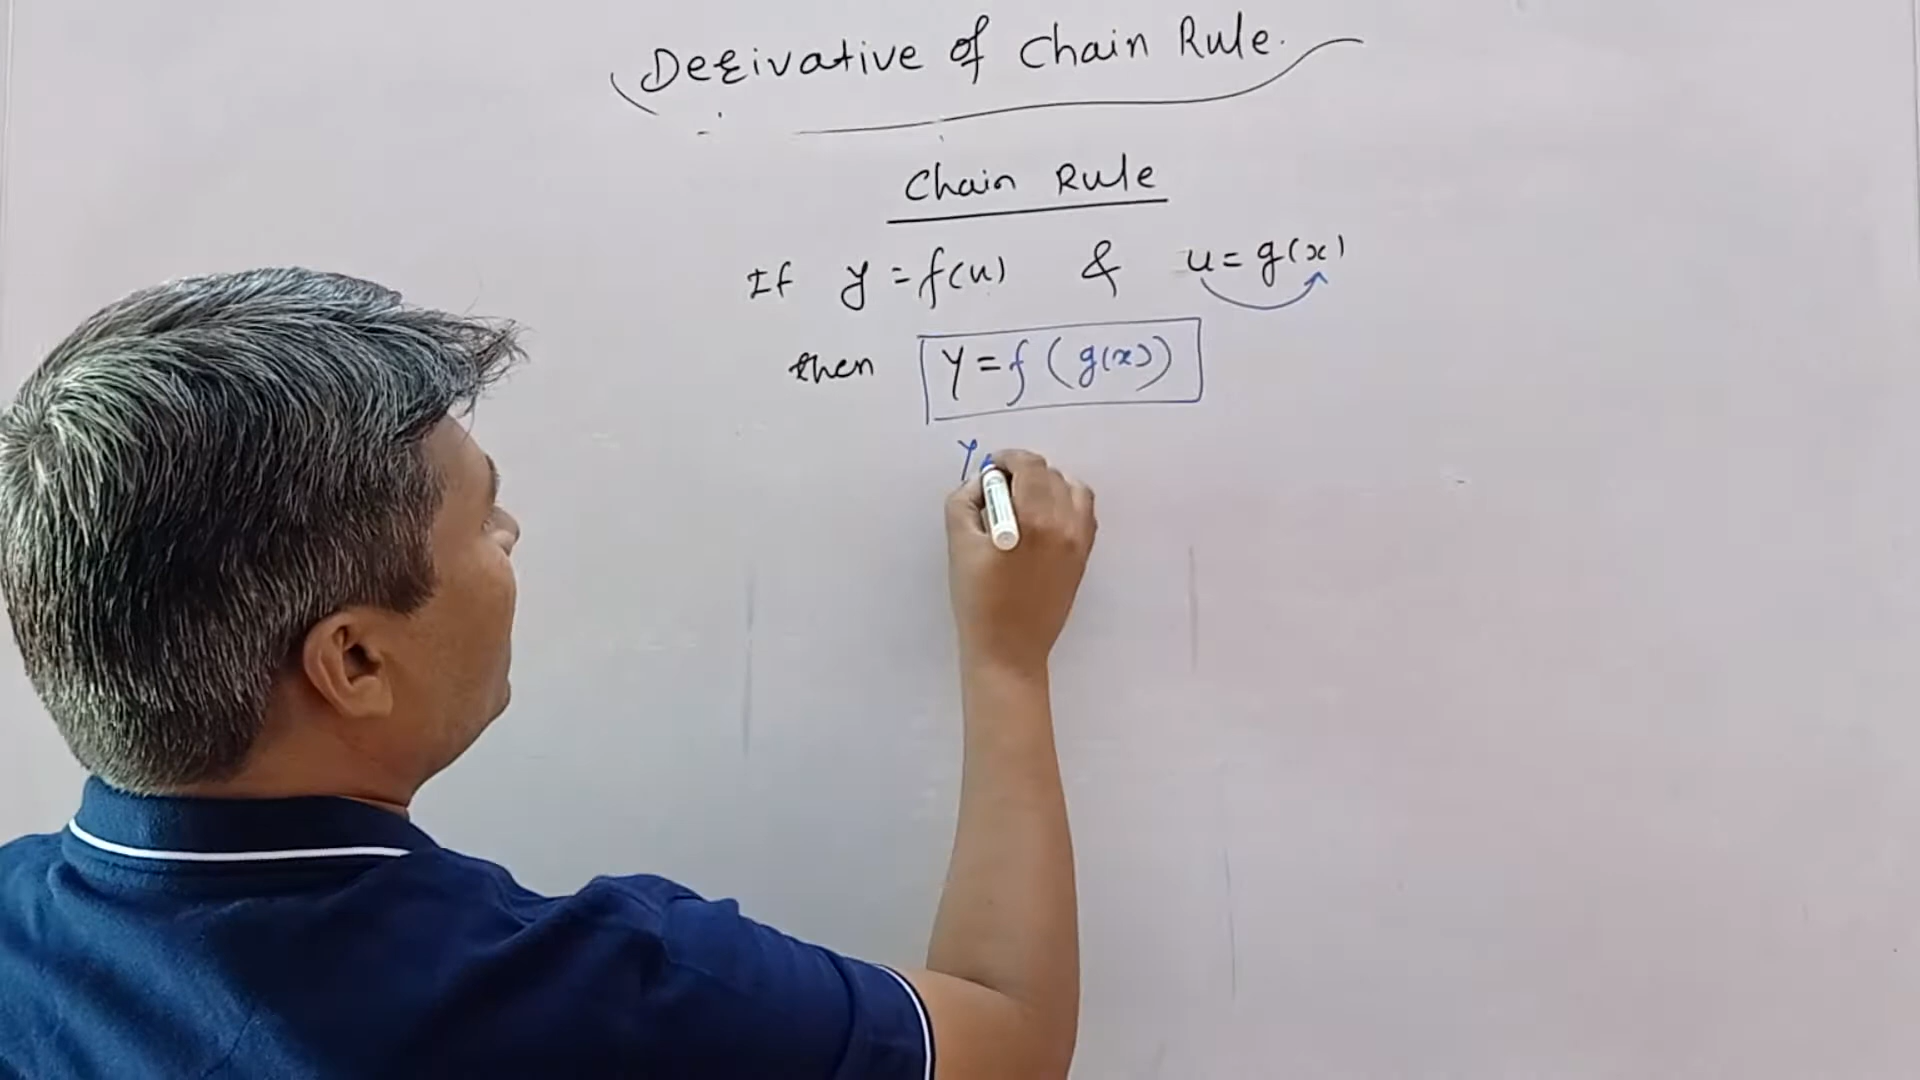 Derivative of Chain Rule.
Chain Rule
If y = f(u) & u = g(x)
then y = f(g(x))
y